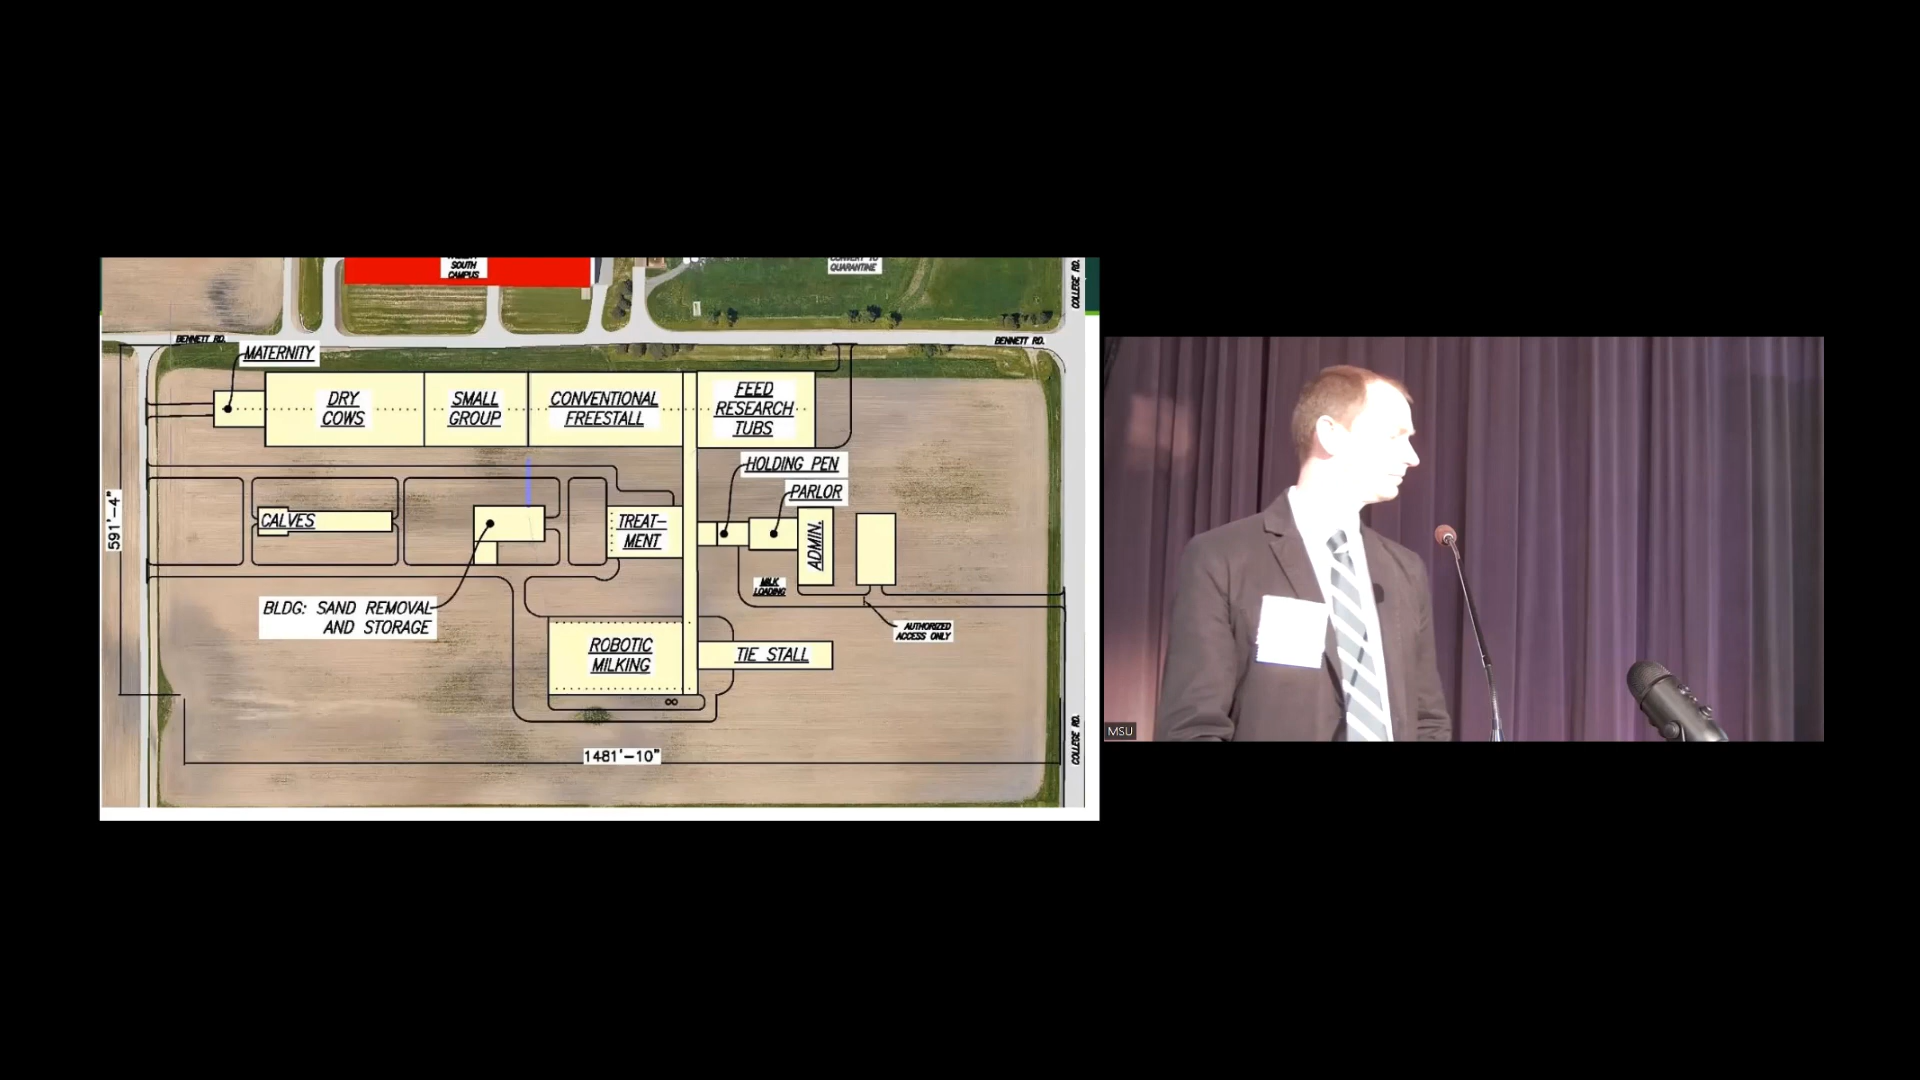 SOUTH
CAMPUS
QUARANTINE
COLLEGE RD.
BENNETT RD.
BENNETT RD.
MATERNITY
DRY
COWS
SMALL
GROUP
CONVENTIONAL
FREESTALL
FEED
RESEARCH
TUBS
HOLDING PEN
PARLOR
591'-4"
CALVES
TREAT-
MENT
ADMIN.
MILK
LOADING
BLDG: SAND REMOVAL
AND STORAGE
AUTHORIZED
ACCESS ONLY
ROBOTIC
MILKING
TIE STALL
COLLEGE RD.
1481'-10"
MSU